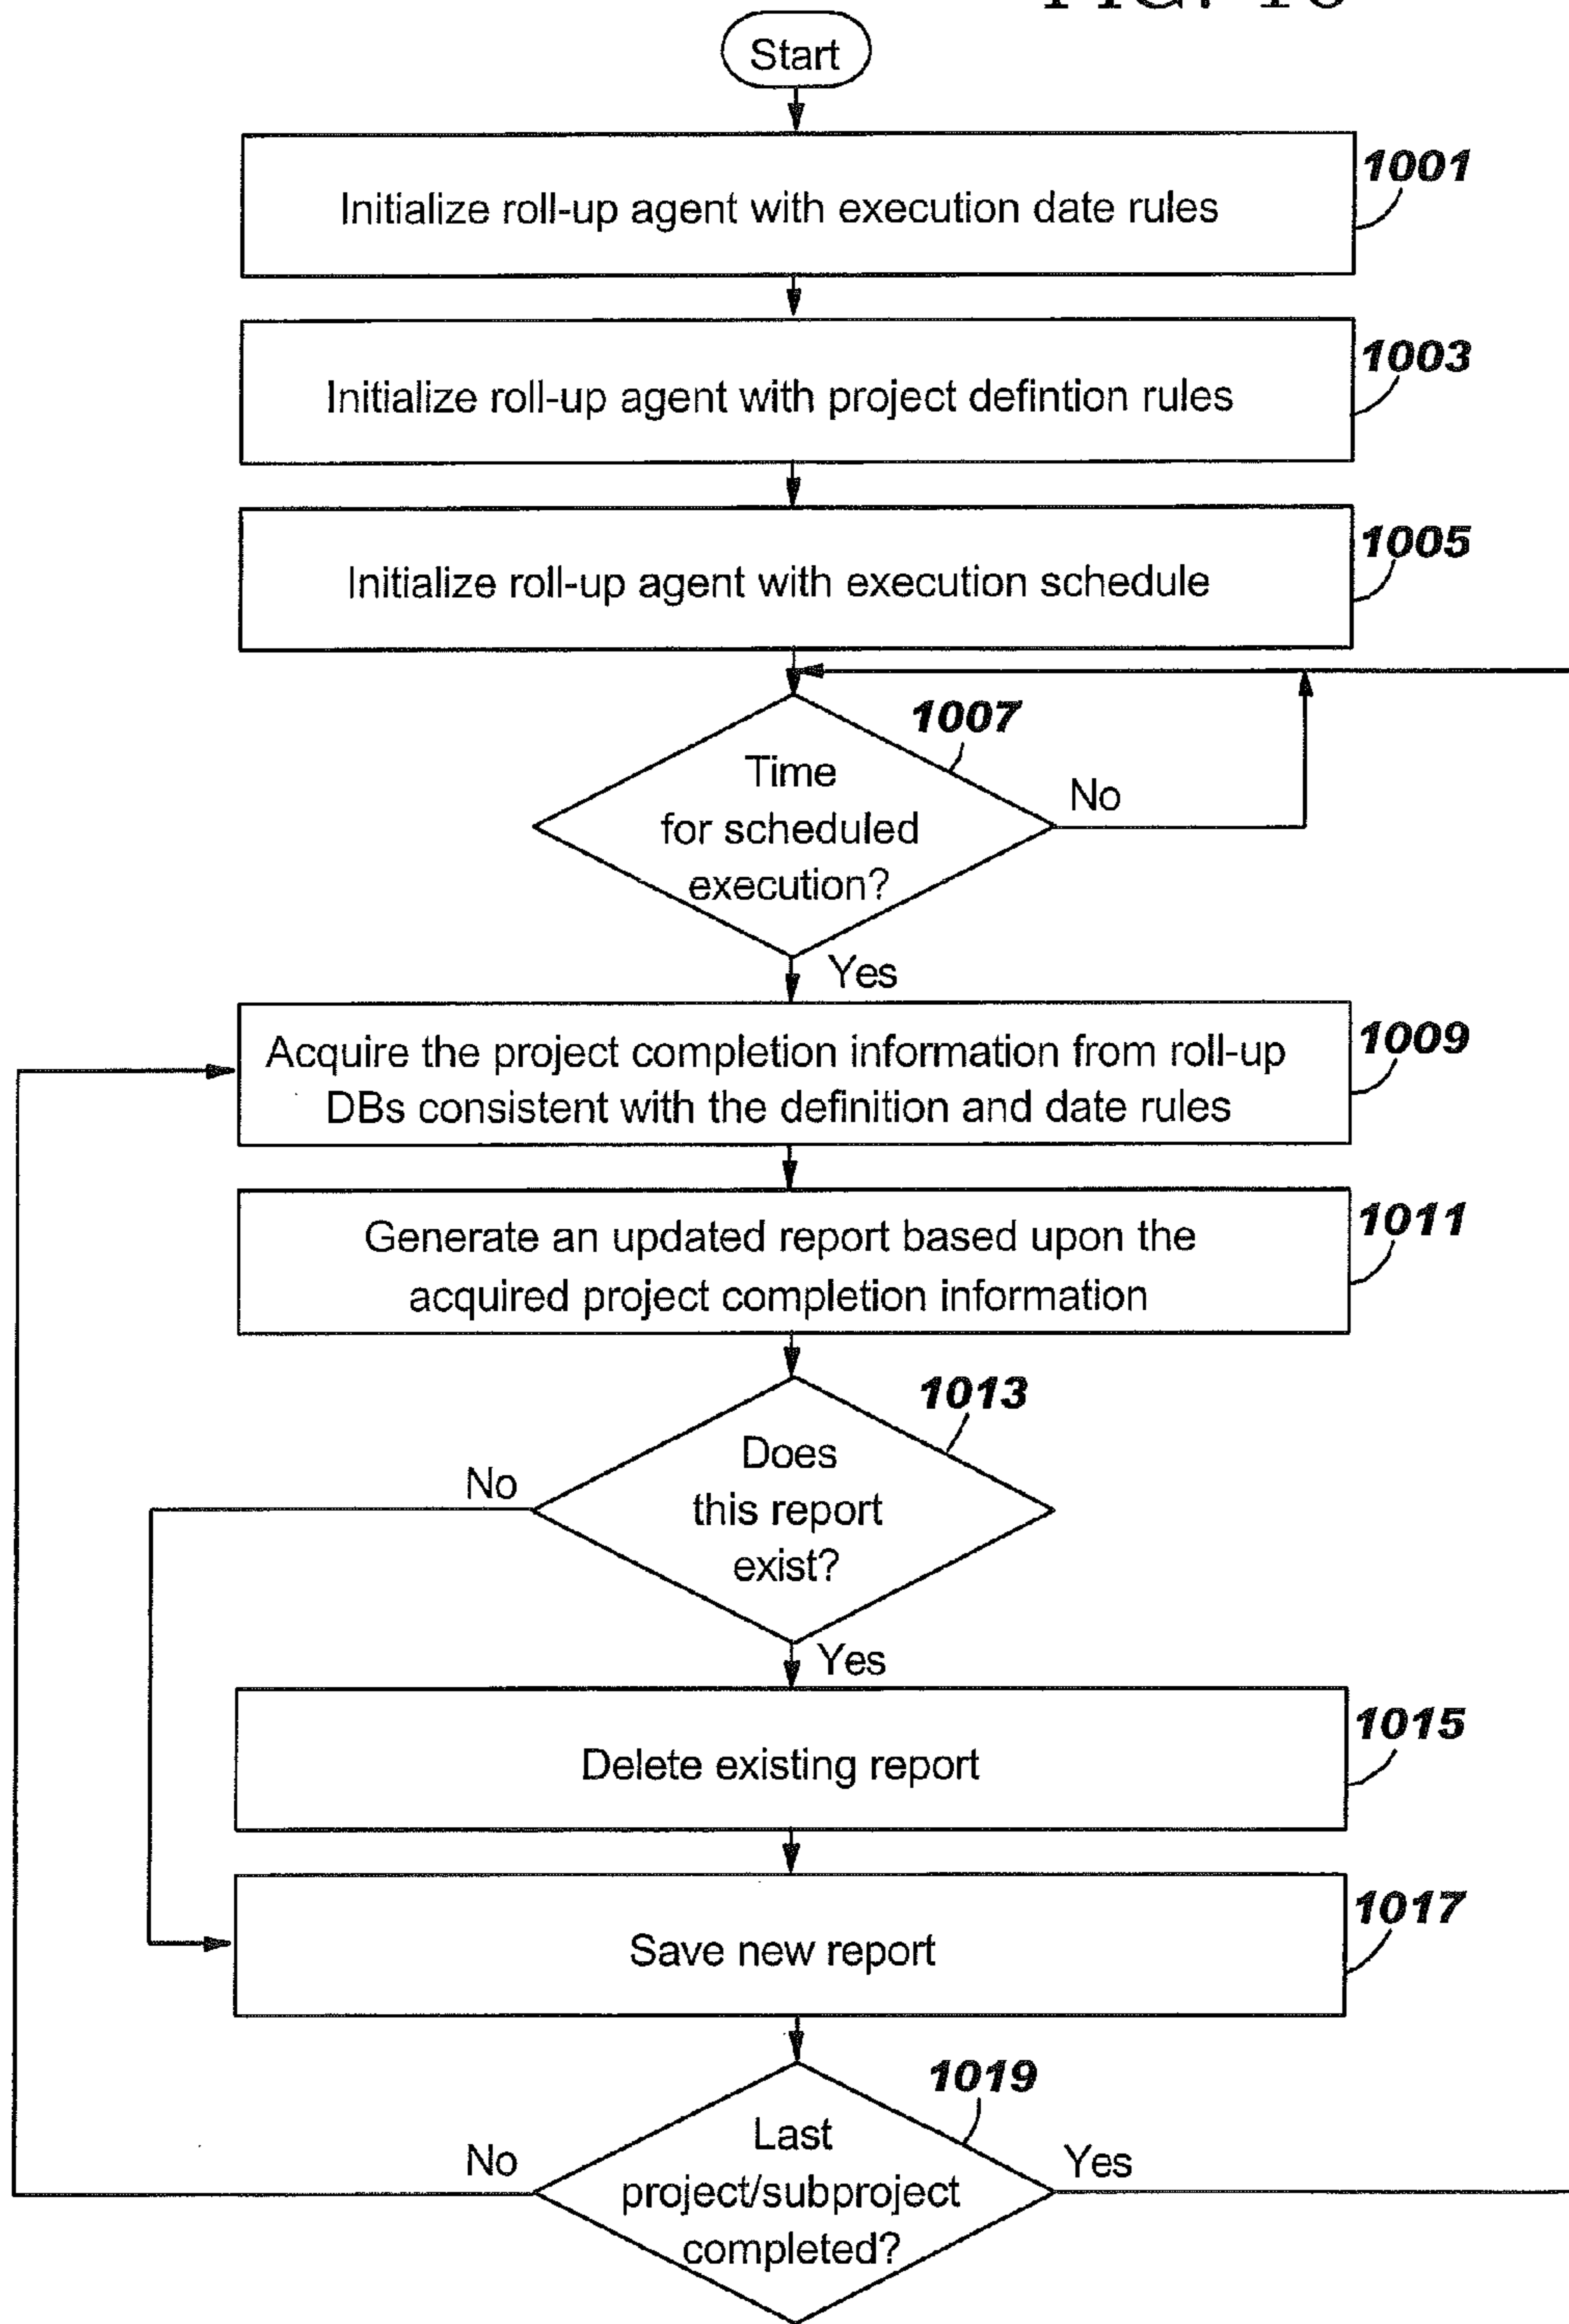 FIG. 10
Start
Initialize roll-up agent with execution date rules
1001
Initialize roll-up agent with project defintion rules
1003
Initialize roll-up agent with execution schedule
1005
1007
Time
for scheduled
execution?
No
Yes
Acquire the project completion information from roll-up
DBs consistent with the definition and date rules
1009
Generate an updated report based upon the
acquired project completion information
1011
1013
Does
this report
exist?
No
Yes
Delete existing report
1015
Save new report
1017
1019
Last
project/subproject
completed?
No
Yes